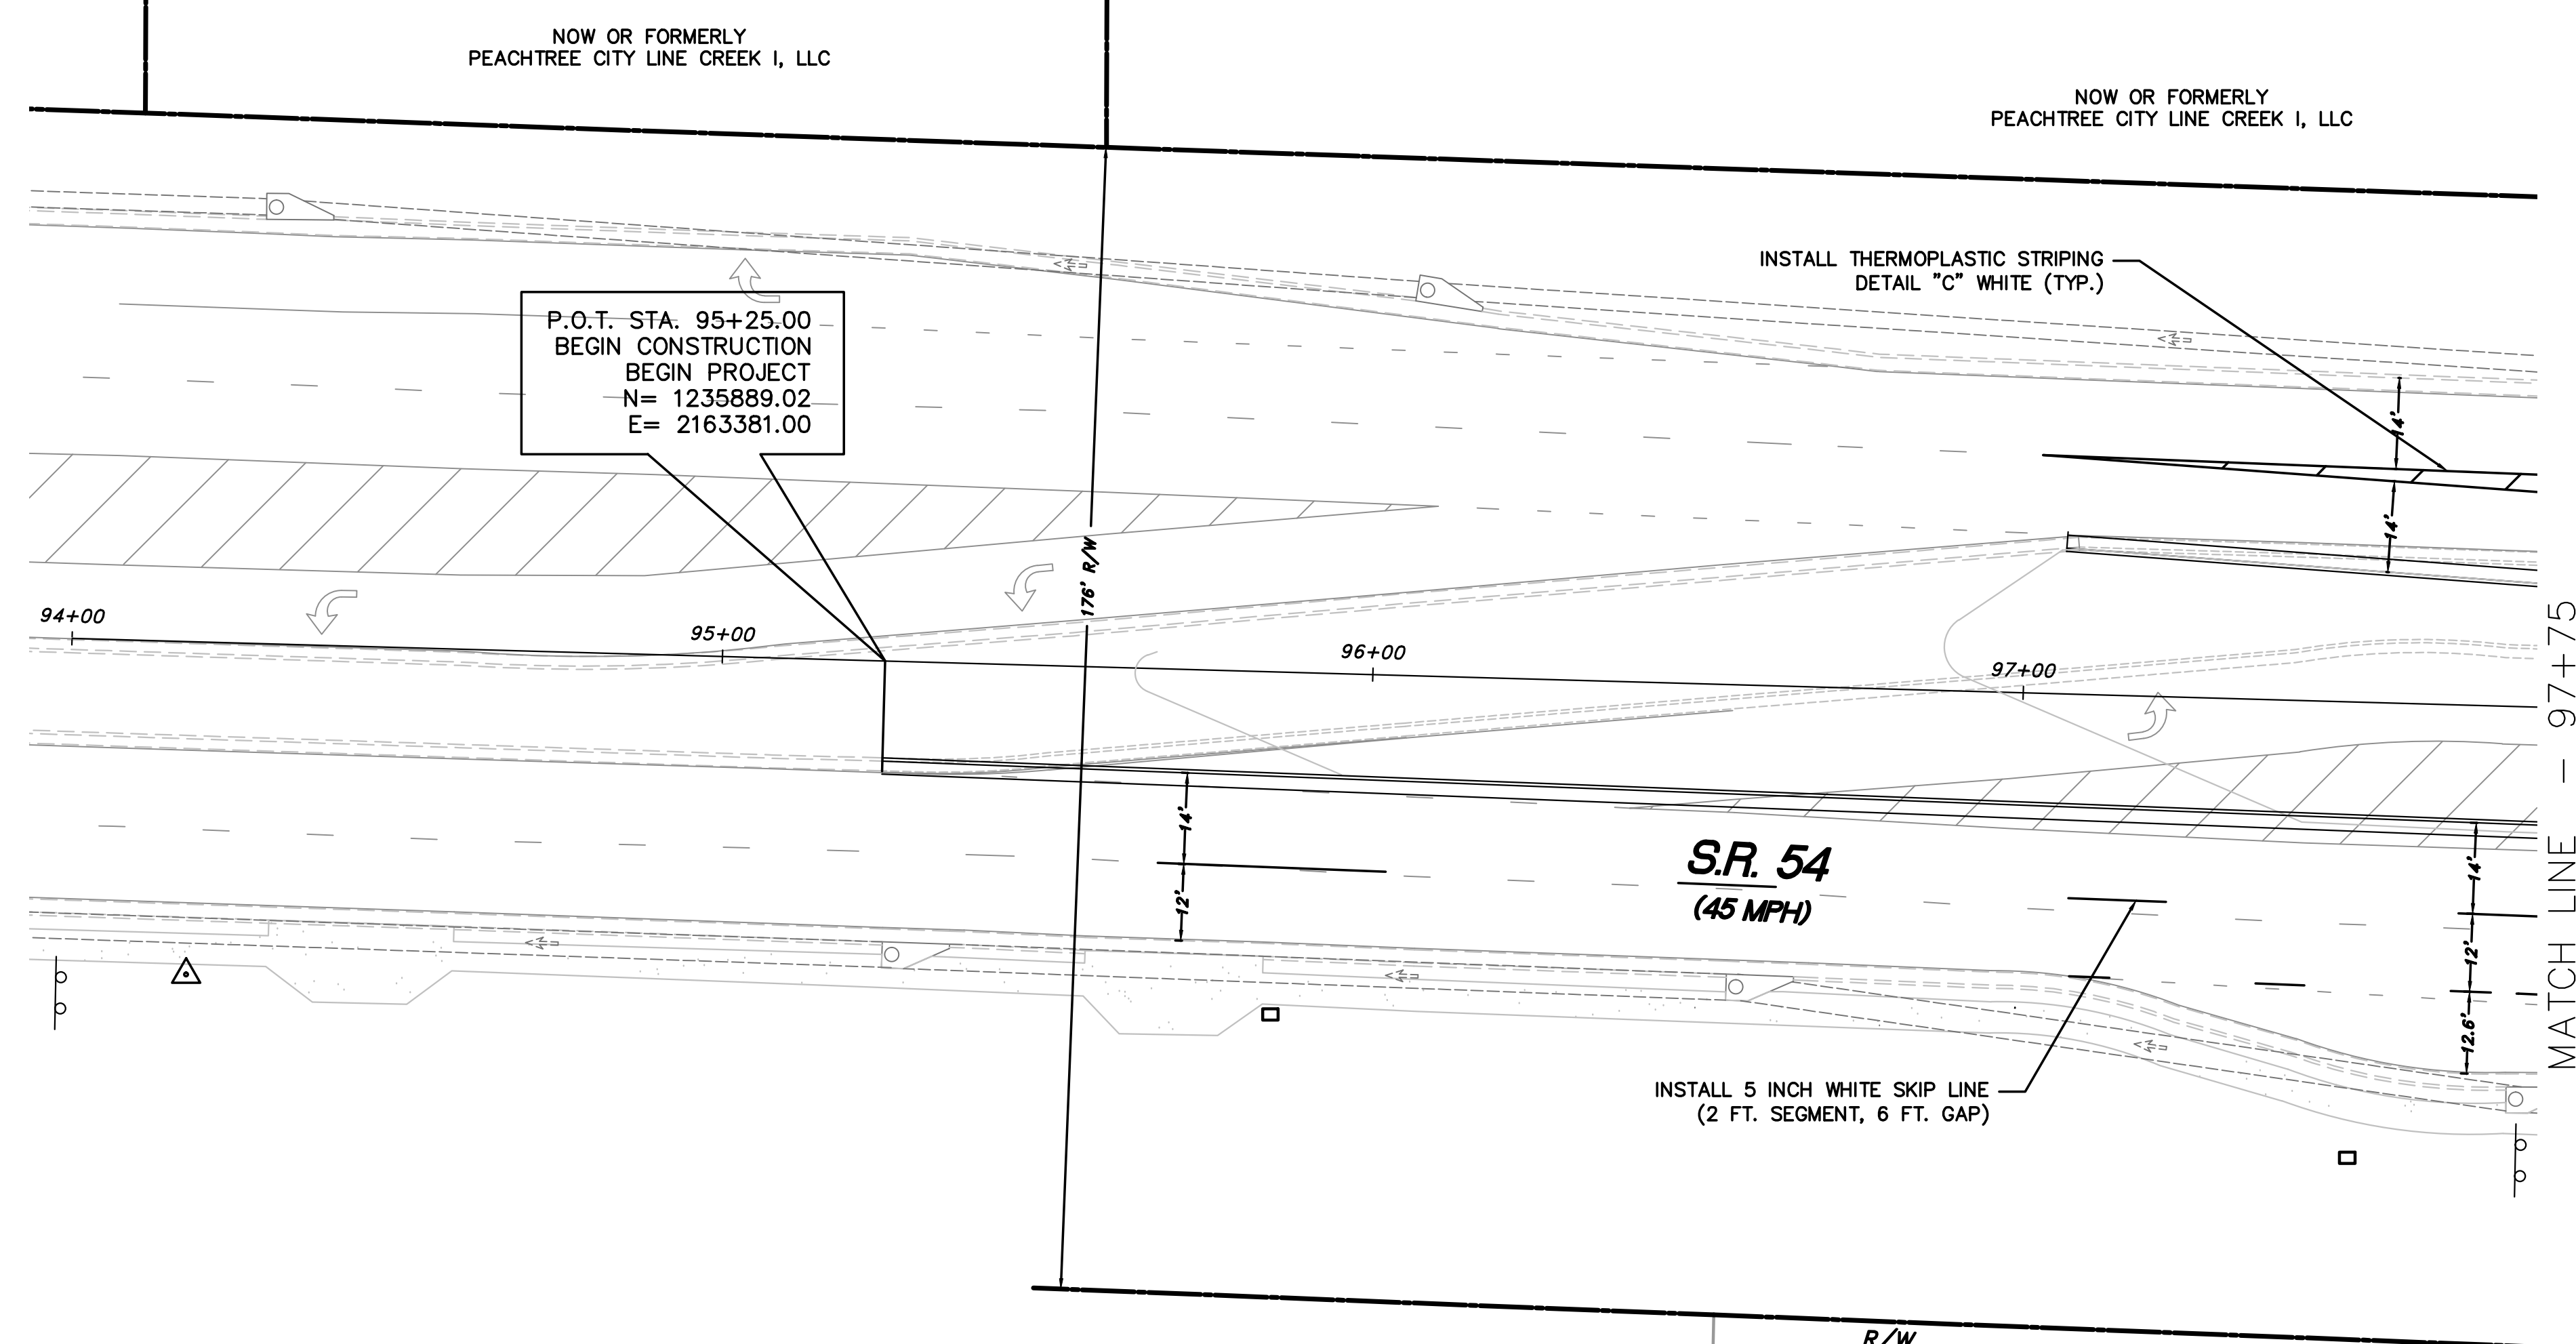 NOW OR FORMERLY
PEACHTREE CITY LINE CREEK I, LLC
NOW OR FORMERLY
PEACHTREE CITY LINE CREEK I, LLC
INSTALL THERMOPLASTIC STRIPING
DETAIL "C" WHITE (TYP.)
P.O.T. STA. 95+25.00
BEGIN CONSTRUCTION
BEGIN PROJECT
N= 1235889.02
E= 2163381.00
14'
14'
176' R/W
94+00
95+00
96+00
97+00
MATCH LINE - 97+75
14'
12'
S.R. 54
(45 MPH)
14'
12'
12.6'
INSTALL 5 INCH WHITE SKIP LINE
(2 FT. SEGMENT, 6 FT. GAP)
R/W